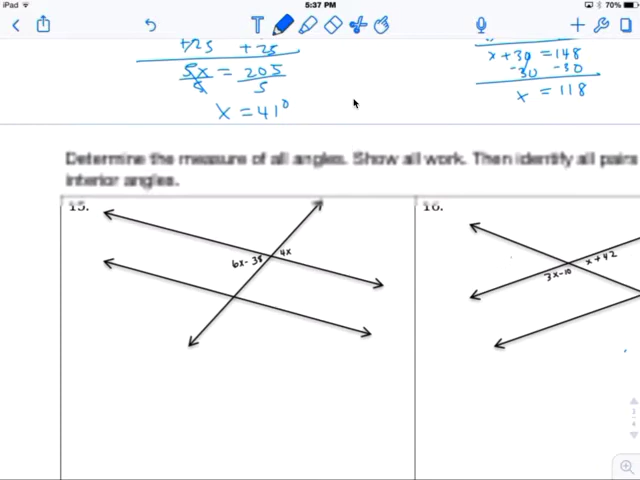 iPad
5:37 PM
70%
T
+25 +25
5x = 205
5 5
x = 41°
x + 30 = 148
-30 -30
x = 118
Determine the measure of all angles. Show all work. Then identify all pairs
interior angles.
15.
6x - 38
4x
16.
3x-10
x + 42